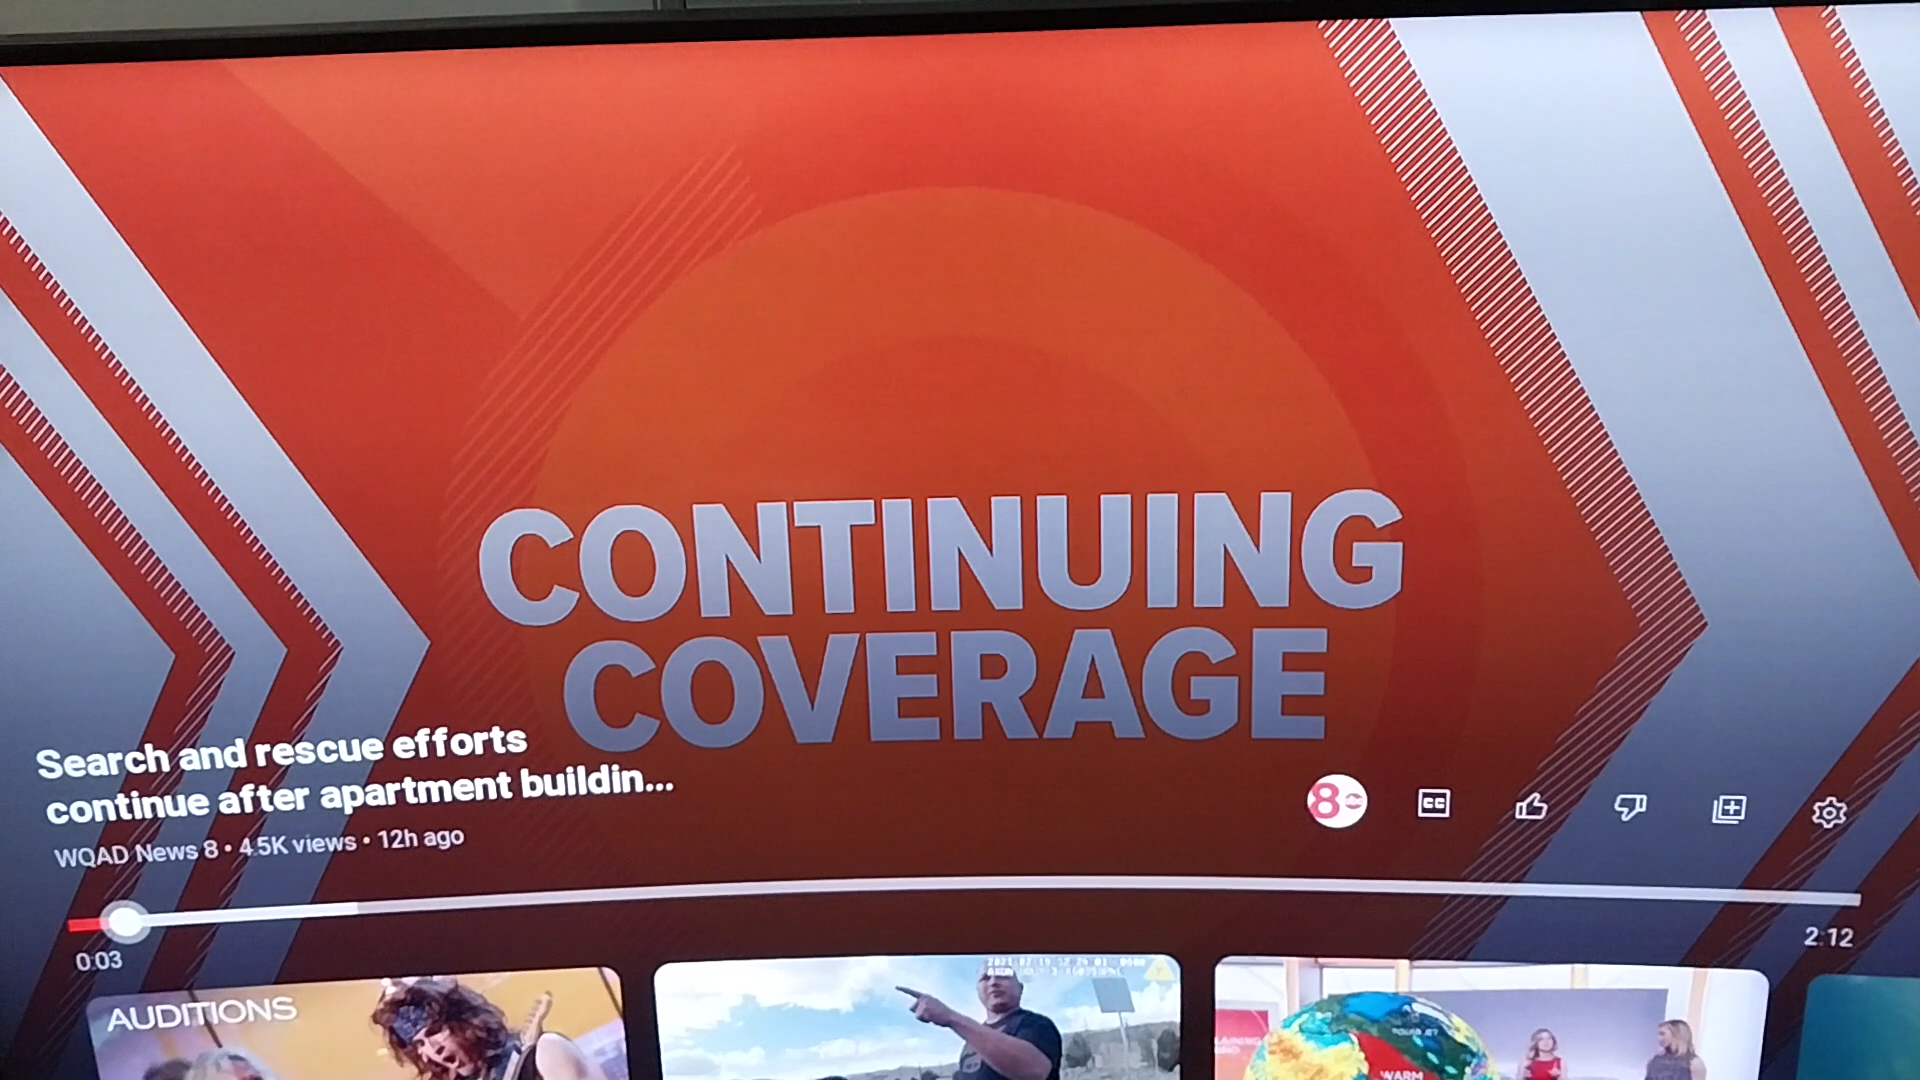 CONTINUING
COVERAGE
Search and rescue efforts
continue after apartment buildin...
WQAD News 8 • 4.5K views • 12h ago
8
CC
0:03
2:12
AUDITIONS
WARM